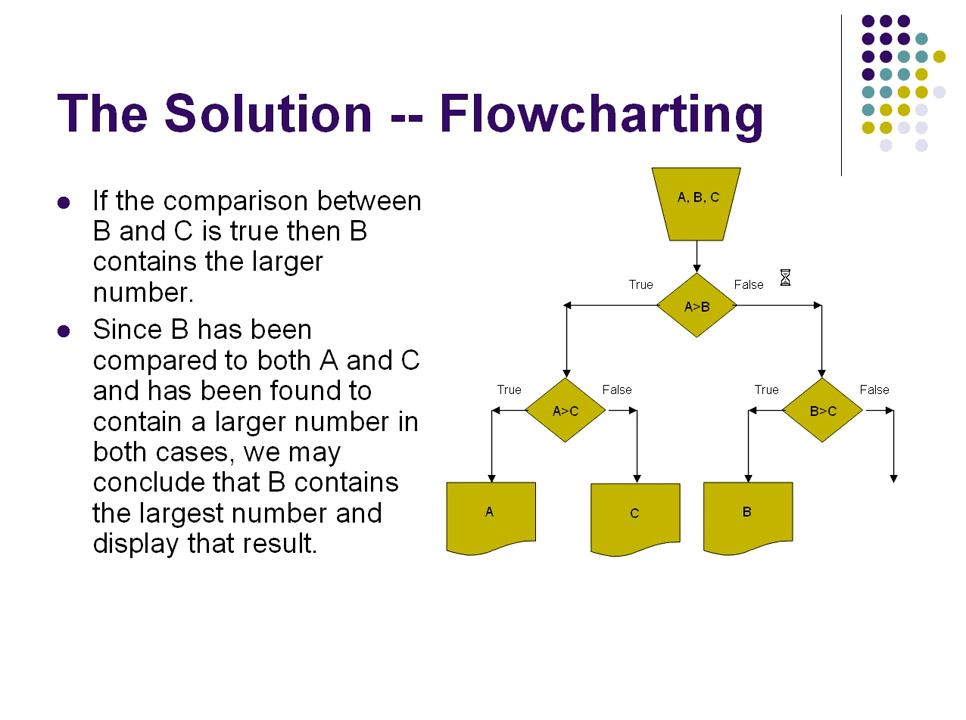 The Solution -- Flowcharting
If the comparison between
B and C is true then B
contains the larger
number.
Since B has been
compared to both A and C
and has been found to
contain a larger number in
both cases, we may
conclude that B contains
the largest number and
display that result.
A, B, C
True
False
A>B
True
False
True
False
A>C
B>C
A
C
B